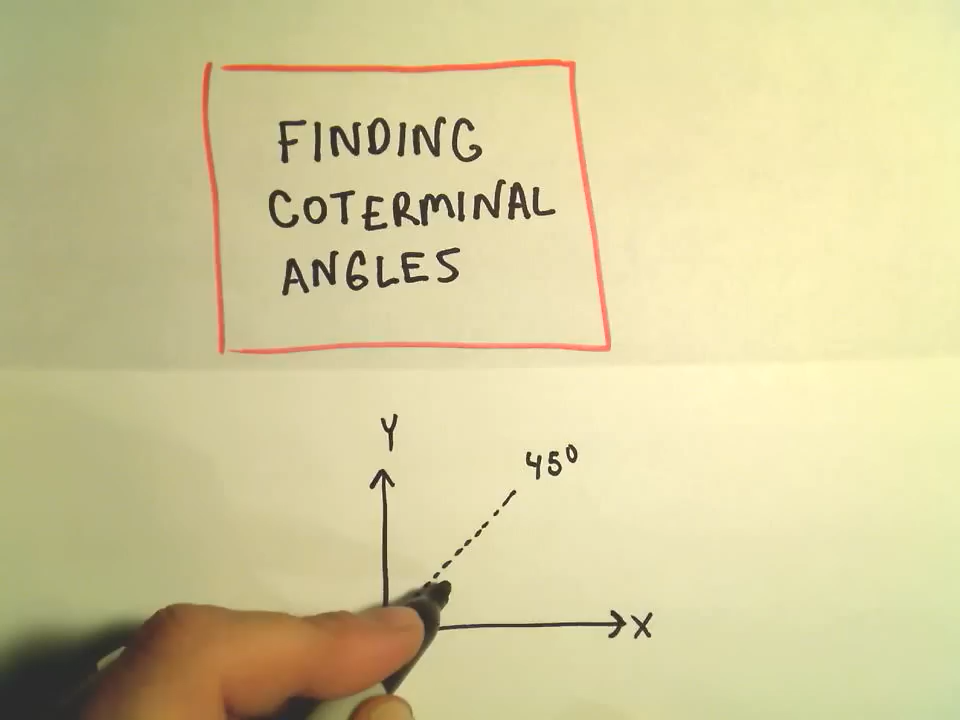 FINDING
COTERMINAL
ANGLES
Y
45°
X